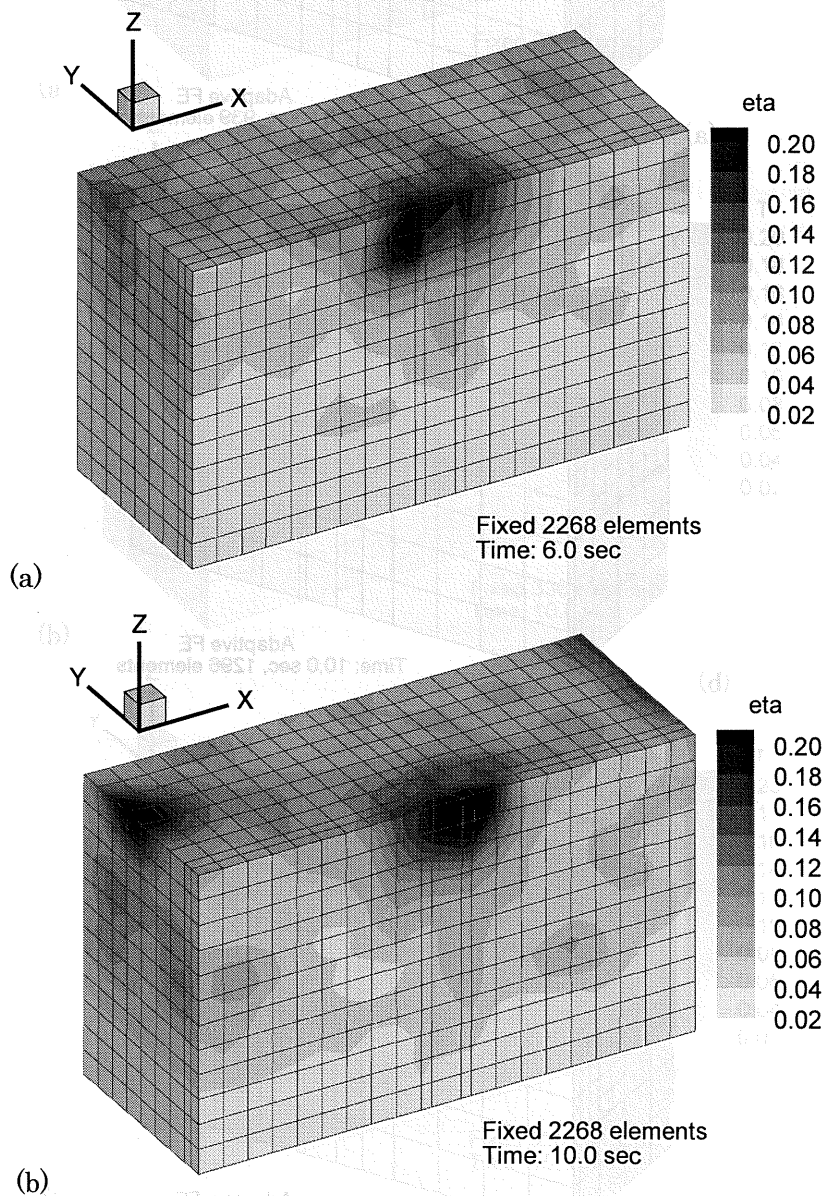 Z
Y
X
eta
0.20
0.18
0.16
0.14
0.12
0.10
0.08
0.06
0.04
0.02
Fixed 2268 elements
Time: 6.0 sec
(a)
Z
Y
X
eta
0.20
0.18
0.16
0.14
0.12
0.10
0.08
0.06
0.04
0.02
Fixed 2268 elements
Time: 10.0 sec
(b)